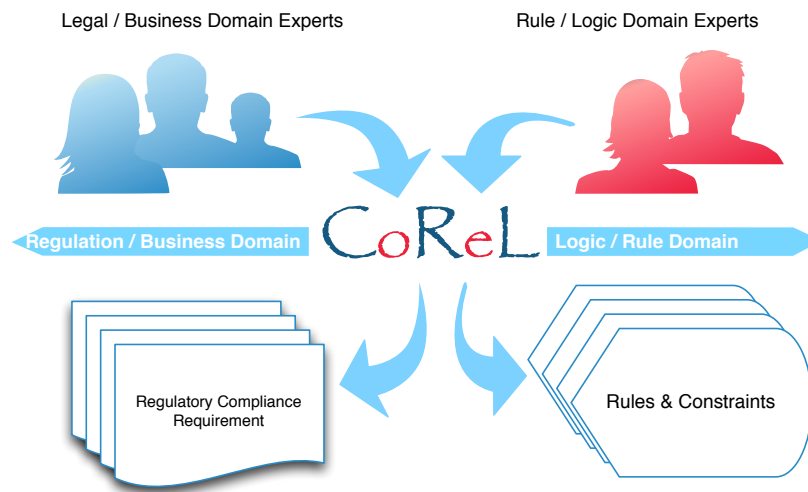 Legal / Business Domain Experts
Rule / Logic Domain Experts
Regulation / Business Domain
CoReL
Logic / Rule Domain
Regulatory Compliance
Requirement
Rules & Constraints